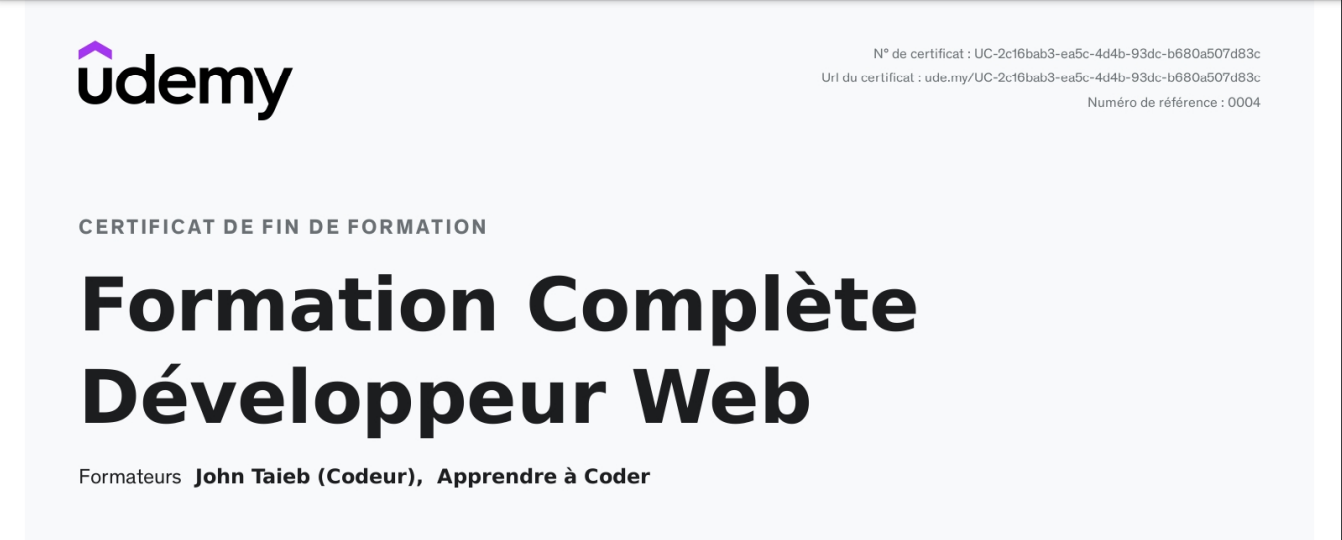 udemy
N° de certificat : UC-2c16bab3-ea5c-4d4b-93dc-b680a507d83c
Url du certificat : ude.my/UC-2c16bab3-ea5c-4d4b-93dc-b680a507d83c
Numéro de référence : 0004
CERTIFICAT DE FIN DE FORMATION
Formation Complète
Développeur Web
Formateurs John Taieb (Codeur), Apprendre à Coder